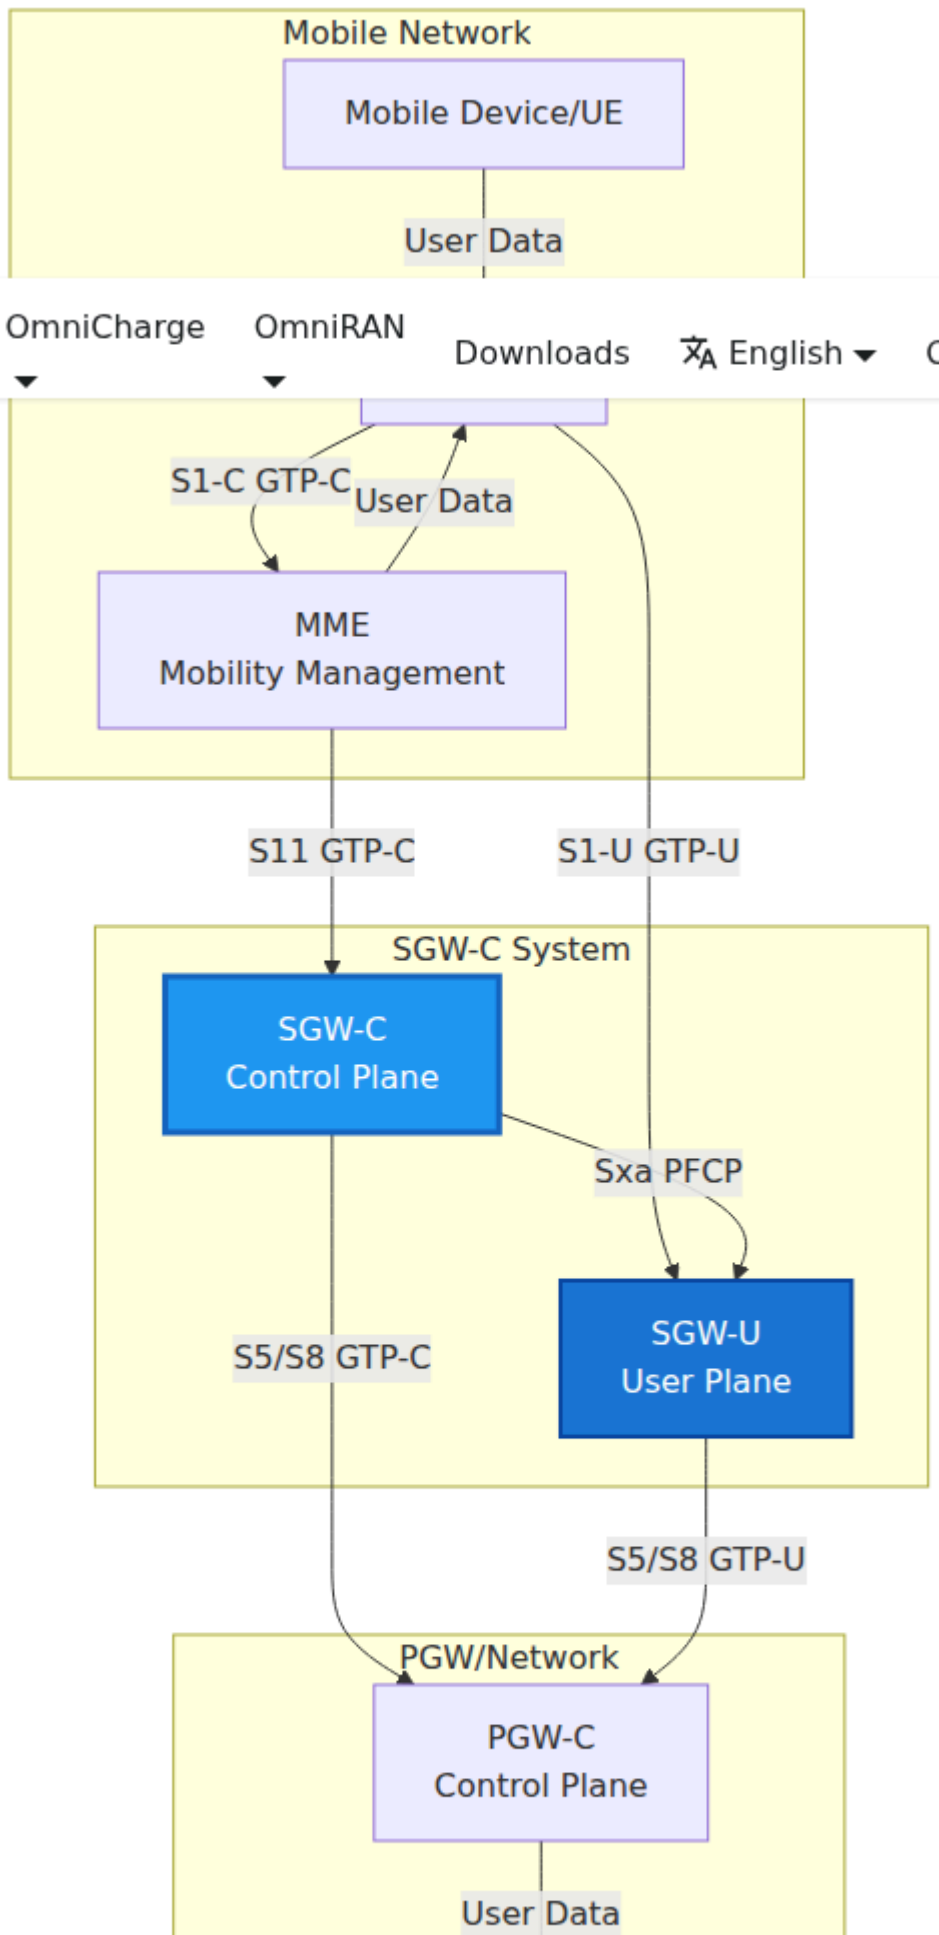 Mobile Network
Mobile Device/UE
User Data
OmniCharge
OmniRAN
Downloads
English
S1-C GTP-C
User Data
MME
Mobility Management
S11 GTP-C
S1-U GTP-U
SGW-C System
SGW-C
Control Plane
Sxa PFCP
SGW-U
User Plane
S5/S8 GTP-C
S5/S8 GTP-U
PGW/Network
PGW-C
Control Plane
User Data